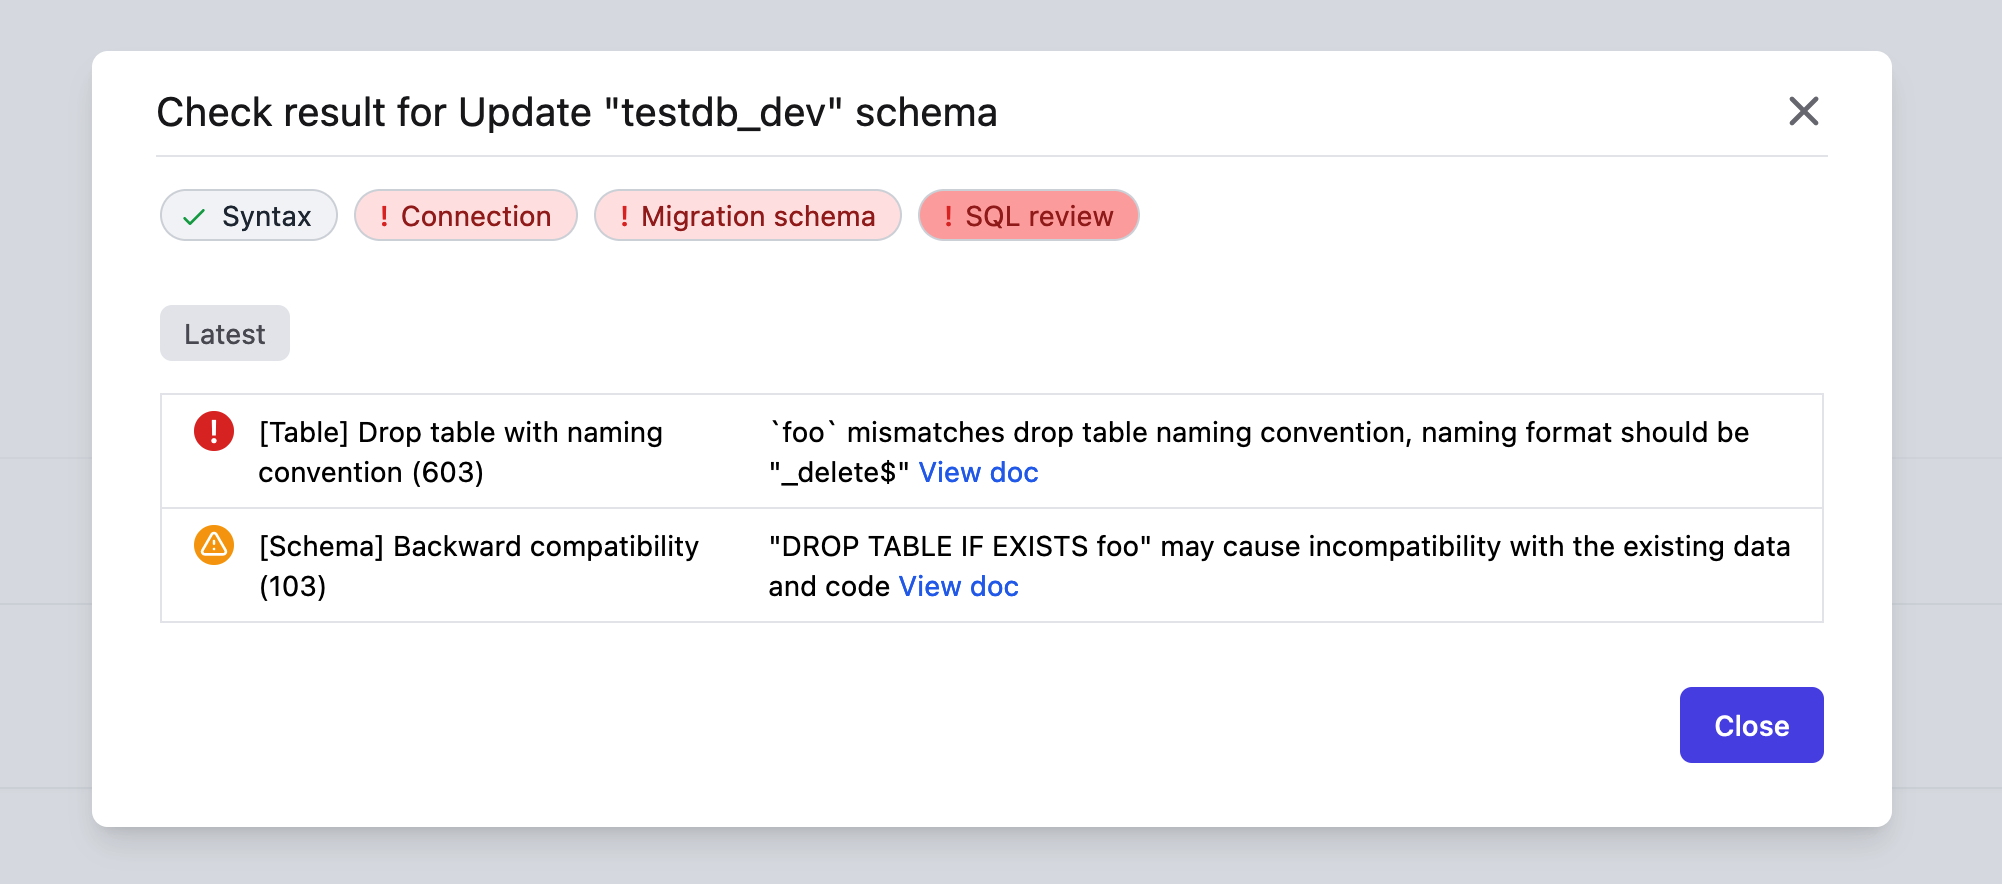 Check result for Update "testdb_dev" schema
Syntax
! Connection
! Migration schema
! SQL review
Latest
[Table] Drop table with naming
convention (603)
`foo` mismatches drop table naming convention, naming format should be
"_delete$" View doc
[Schema] Backward compatibility
(103)
"DROP TABLE IF EXISTS foo" may cause incompatibility with the existing data
and code View doc
Close